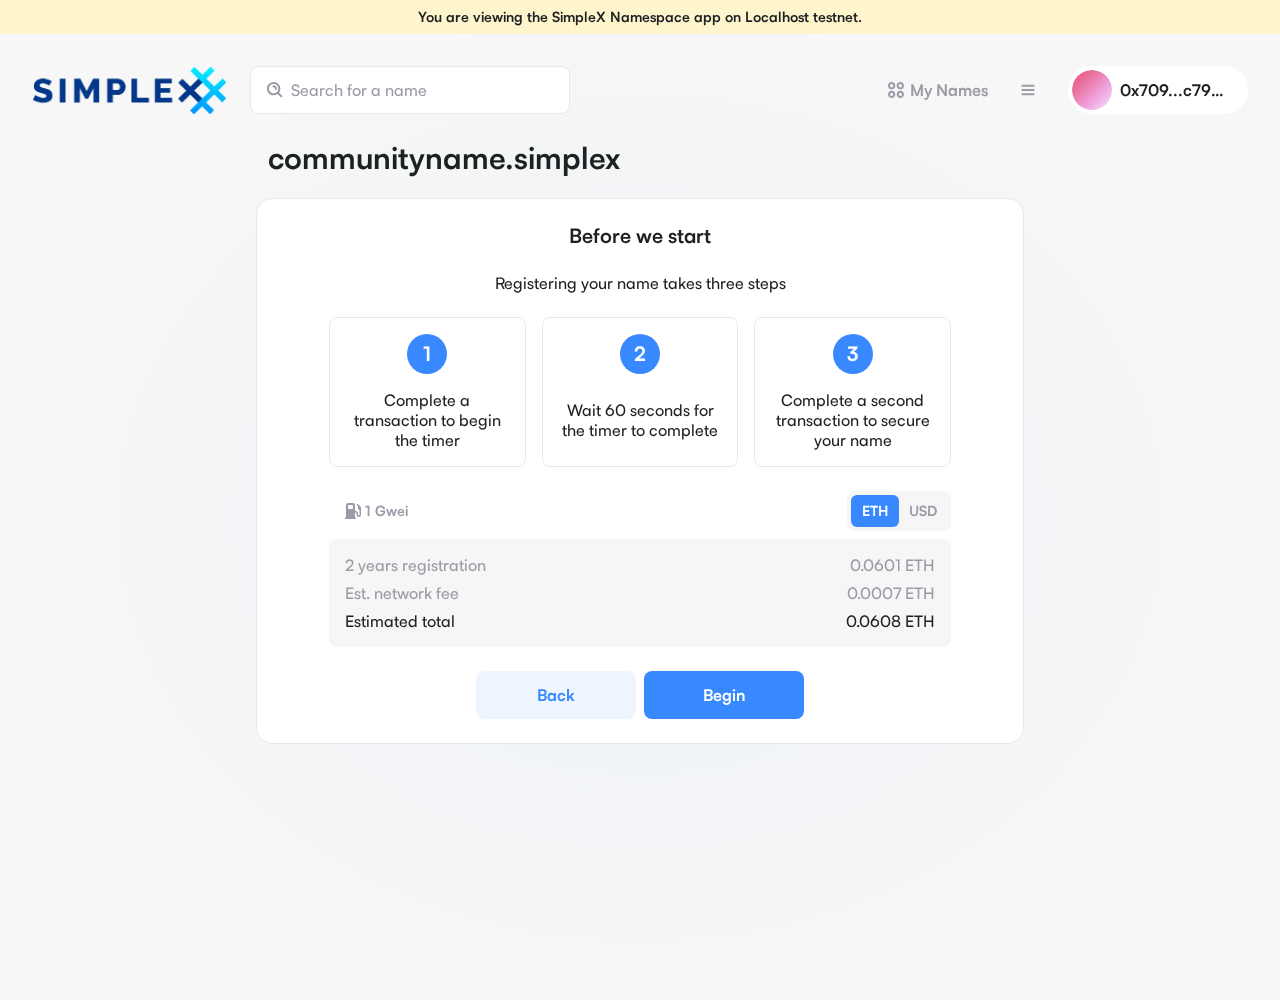 You are viewing the SimpleX Namespace app on Localhost testnet.
SIMPLEX
Search for a name
My Names
0x709...c79...
communityname.simplex
Before we start
Registering your name takes three steps
1
Complete a
transaction to begin
the timer
2
Wait 60 seconds for
the timer to complete
3
Complete a second
transaction to secure
your name
1 Gwei
ETH
USD
2 years registration
0.0601 ETH
Est. network fee
0.0007 ETH
Estimated total
0.0608 ETH
Back
Begin